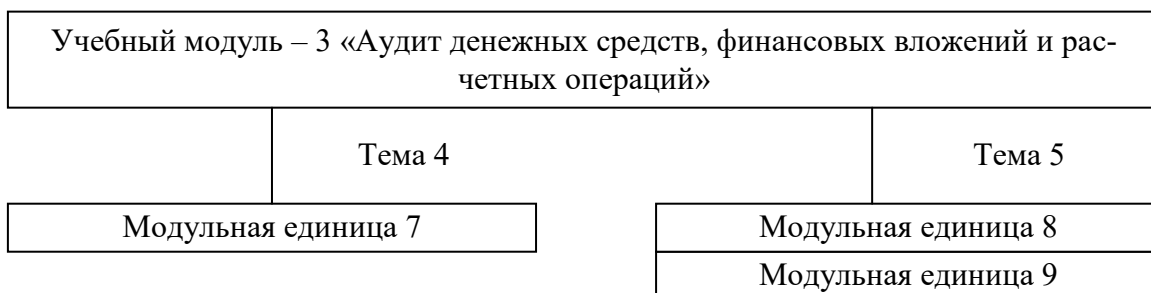 Учебный модуль – 3 «Аудит денежных средств, финансовых вложений и рас-
четных операций»
Тема 4
Тема 5
Модульная единица 7
Модульная единица 8
Модульная единица 9